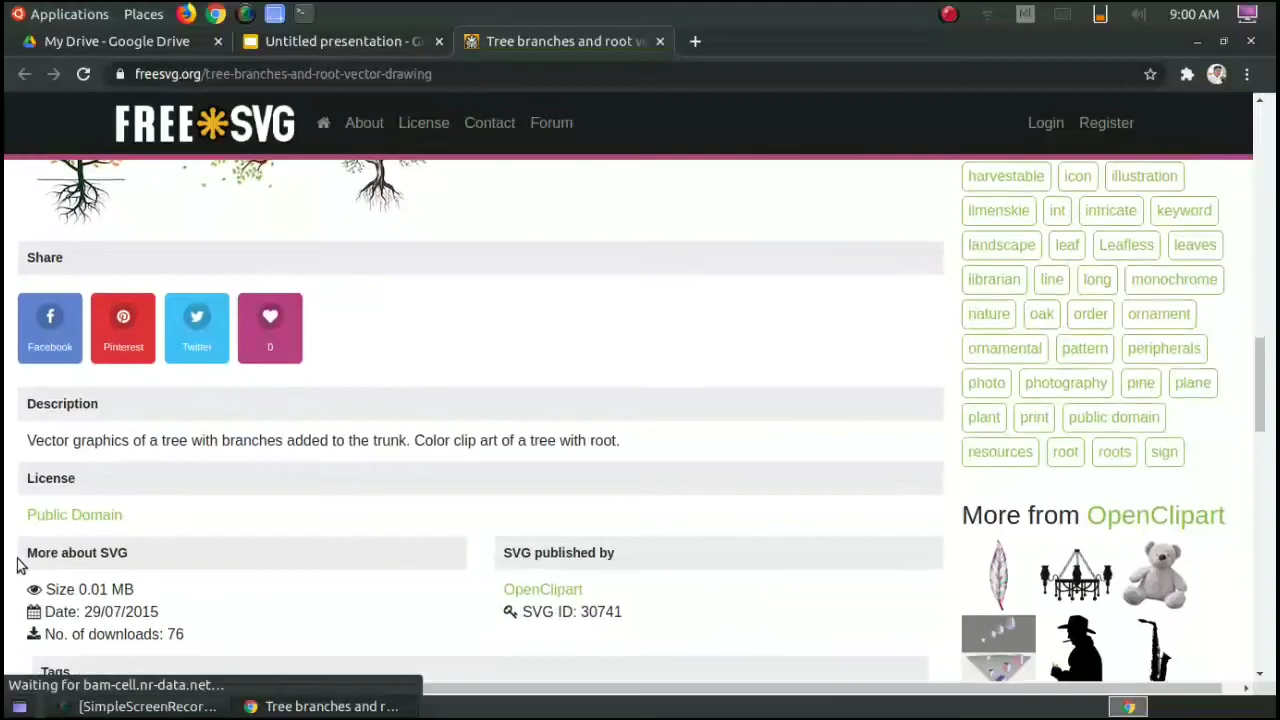 Applications Places 9:00 AM
My Drive - Google Drive Untitled presentation - G Tree branches and root v
freesvg.org/tree-branches-and-root-vector-drawing
FREE SVG About License Contact Forum Login Register
harvestable icon illustration
limenskie int intricate keyword
landscape leaf Leafless leaves
librarian line long monochrome
nature oak order ornament
ornamental pattern peripherals
photo photography pine plane
plant print public domain
resources root roots sign
Share
Facebook Pinterest Twitter 0
Description
Vector graphics of a tree with branches added to the trunk. Color clip art of a tree with root.
License
Public Domain
More about SVG
Size 0.01 MB
Date: 29/07/2015
No. of downloads: 76
SVG published by
OpenClipart
SVG ID: 30741
Tags
More from OpenClipart
Waiting for bam-cell.nr-data.net...
[SimpleScreenRecor... Tree branches and r...